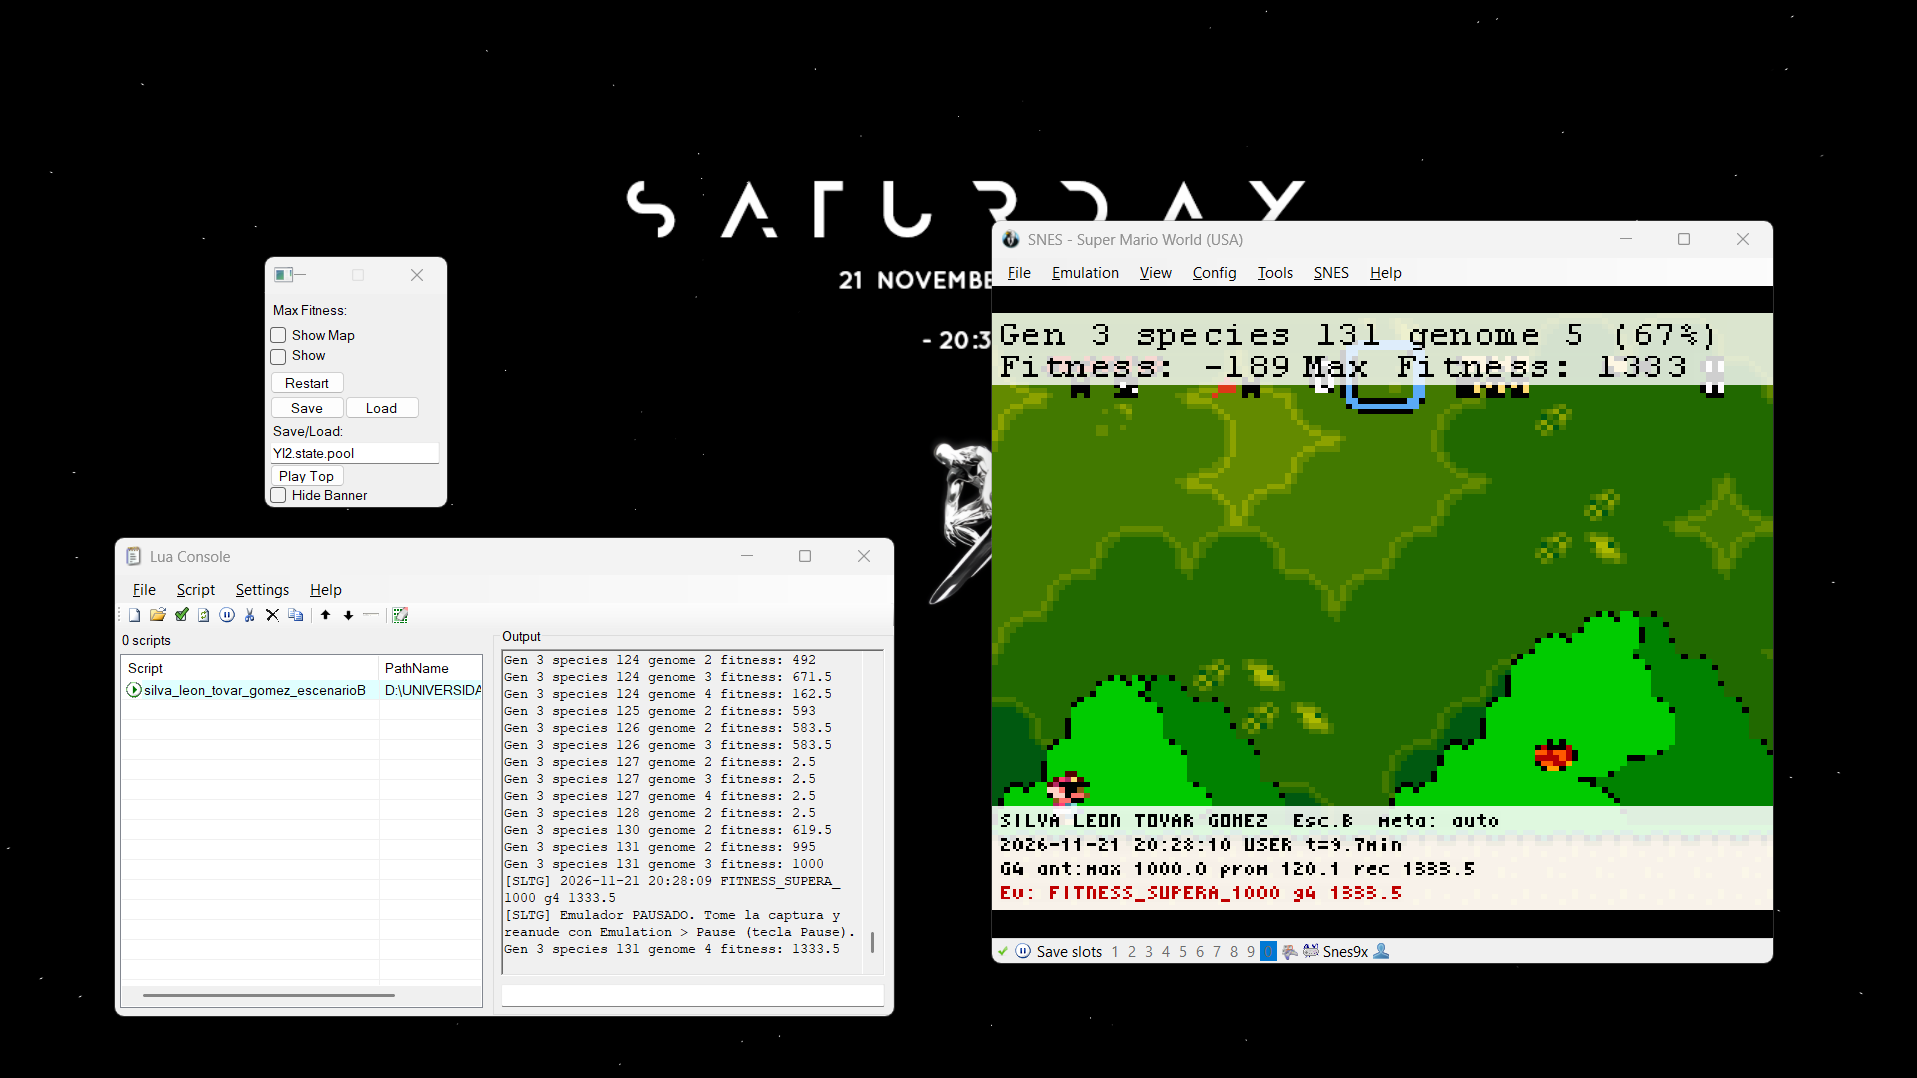 SATURDAY
21 NOVEMBE
- 20:3
Max Fitness:
Show Map
Show
Restart
Save
Load
Save/Load:
YI2.state.pool
Play Top
Hide Banner
Lua Console
File Script Settings Help
0 scripts
Script PathName
silva_leon_tovar_gomez_escenarioB D:\UNIVERSIDA
Output
Gen 3 species 124 genome 2 fitness: 492
Gen 3 species 124 genome 3 fitness: 671.5
Gen 3 species 124 genome 4 fitness: 162.5
Gen 3 species 125 genome 2 fitness: 593
Gen 3 species 126 genome 2 fitness: 583.5
Gen 3 species 126 genome 3 fitness: 583.5
Gen 3 species 127 genome 2 fitness: 2.5
Gen 3 species 127 genome 3 fitness: 2.5
Gen 3 species 127 genome 4 fitness: 2.5
Gen 3 species 128 genome 2 fitness: 2.5
Gen 3 species 130 genome 2 fitness: 619.5
Gen 3 species 131 genome 2 fitness: 995
Gen 3 species 131 genome 3 fitness: 1000
[SLTG] 2026-11-21 20:28:09 FITNESS_SUPERA_
1000 g4 1333.5
[SLTG] Emulador PAUSADO. Tome la captura y
reanude con Emulation > Pause (tecla Pause).
Gen 3 species 131 genome 4 fitness: 1333.5
SNES - Super Mario World (USA)
File Emulation View Config Tools SNES Help
Gen 3 species 131 genome 5 (67%)
Fitness: -189 Max Fitness: 1333
SILVA LEON TOVAR GOMEZ Esc.B meta: auto
2026-11-21 20:28:10 USER t=9.7min
G4 ant:max 1000.0 prom 120.1 rec 1333.5
Ev: FITNESS_SUPERA_1000 g4 1333.5
Save slots 1 2 3 4 5 6 7 8 9 0 Snes9x